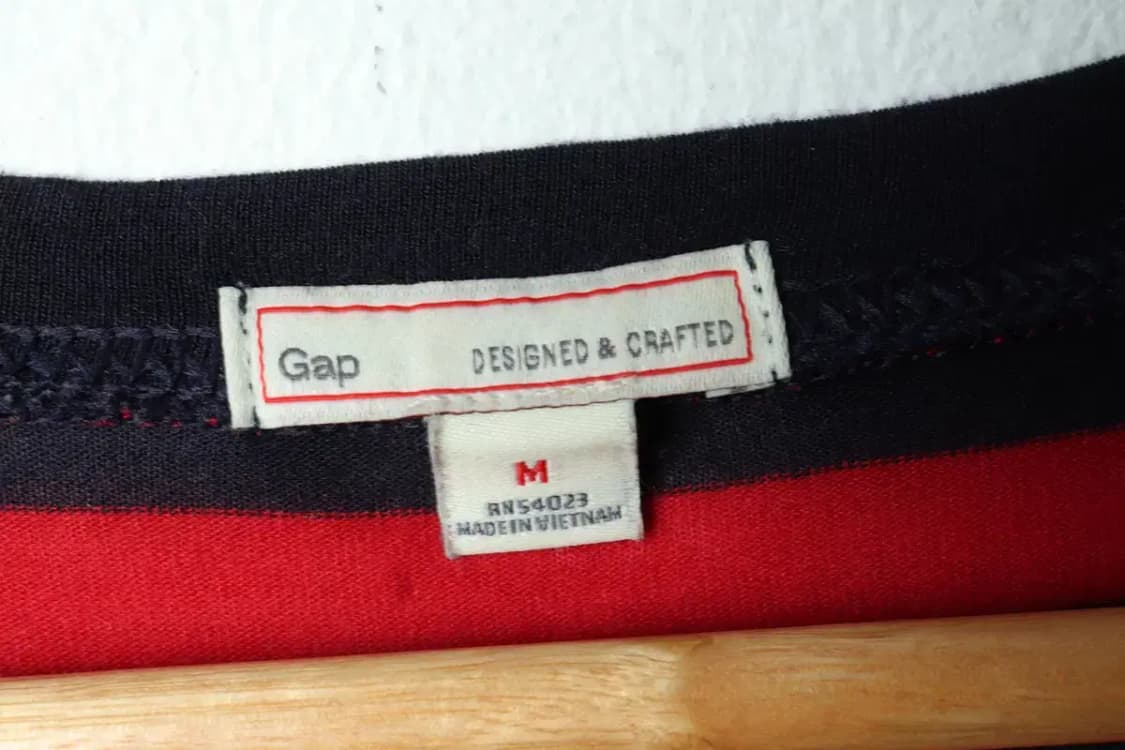 Gap DESIGNED & CRAFTED
M
RN54023
MADE IN VIETNAM